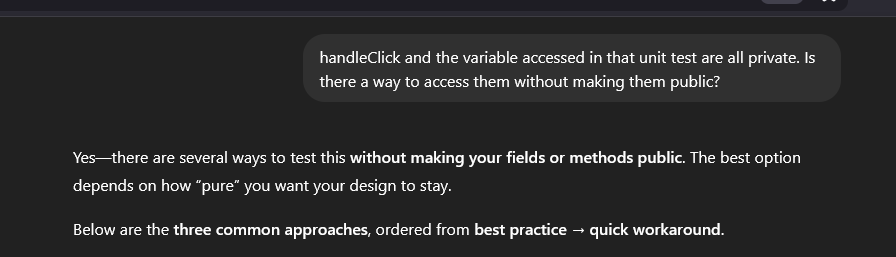 handleClick and the variable accessed in that unit test are all private. Is
there a way to access them without making them public?
Yes—there are several ways to test this without making your fields or methods public. The best option
depends on how “pure” you want your design to stay.
Below are the three common approaches, ordered from best practice → quick workaround.